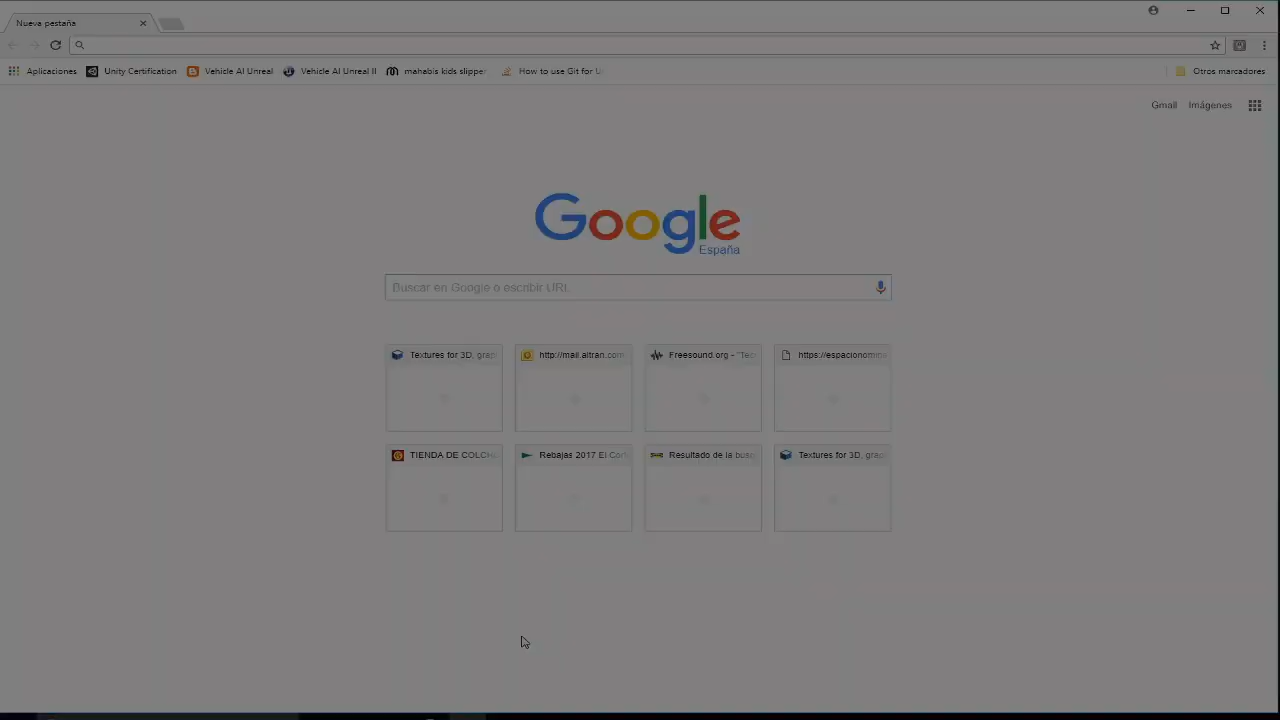 Nueva pestaña
Aplicaciones
Unity Certification
Vehicle AI Unreal
Vehicle AI Unreal II
mahabis kids slipper
How to use Git for U
Otros marcadores
Gmail
Imágenes
Google
España
Buscar en Google o escribir URL
Textures for 3D, grap
http://mail.altran.com
Freesound.org - "Tec
https://espacionomina
TIENDA DE COLCH
Rebajas 2017 El Cort
Resultado de la bus
Textures for 3D, grap